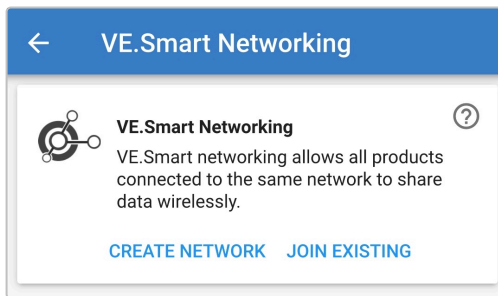 VE.Smart Networking
VE.Smart Networking
VE.Smart networking allows all products
connected to the same network to share
data wirelessly.
CREATE NETWORK JOIN EXISTING